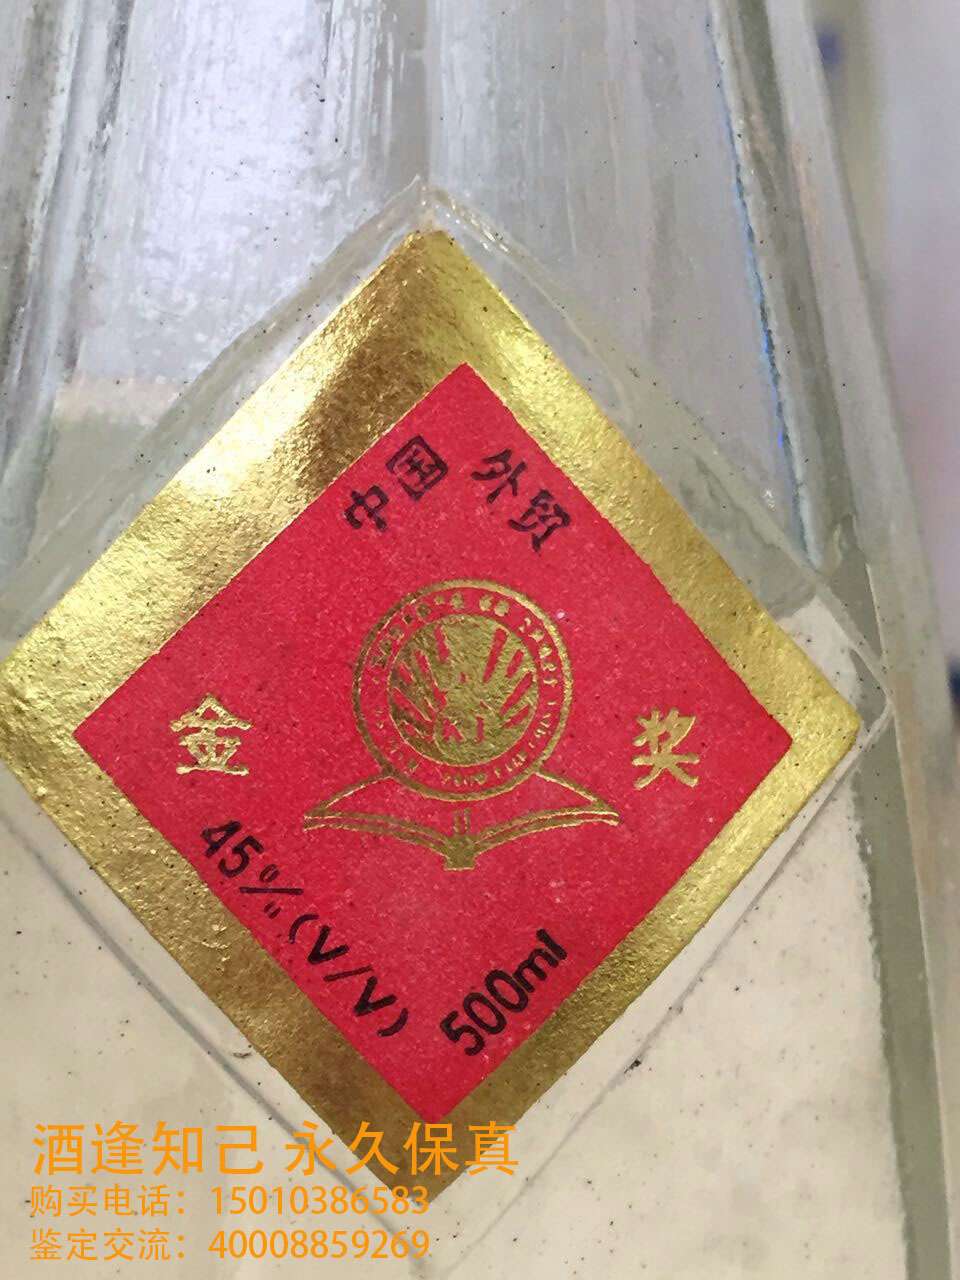 中国 外贸
金 奖
45%(V/V) 500ml
酒逢知己 永久保真
购买电话：15010386583
鉴定交流：40008859269